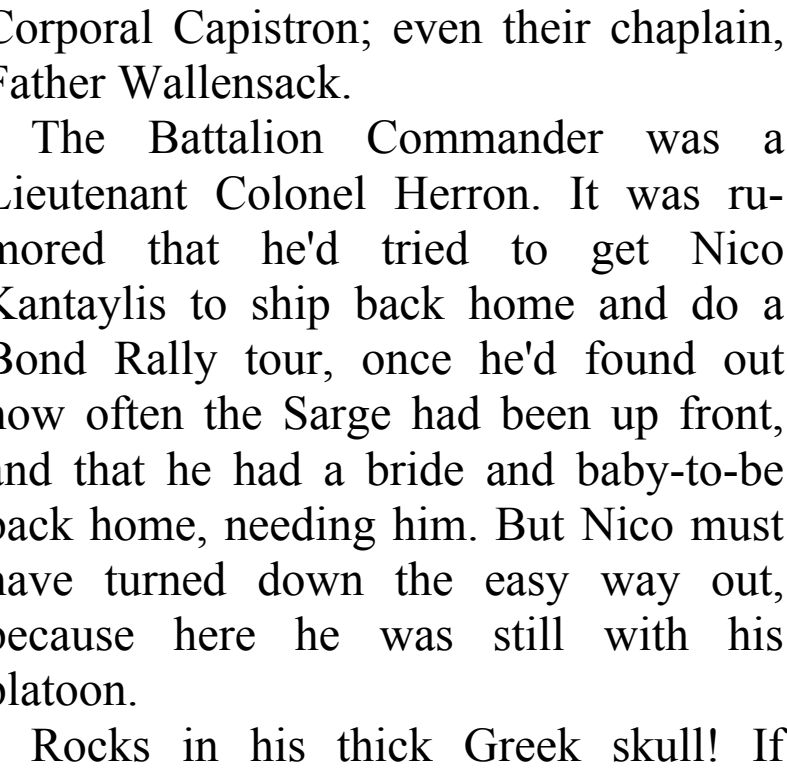 Corporal Capistron; even their chaplain,
Father Wallensack.
The Battalion Commander was a
Lieutenant Colonel Herron. It was ru-
mored that he'd tried to get Nico
Kantaylis to ship back home and do a
Bond Rally tour, once he'd found out
how often the Sarge had been up front,
and that he had a bride and baby-to-be
back home, needing him. But Nico must
have turned down the easy way out,
because here he was still with his
platoon.
Rocks in his thick Greek skull! If